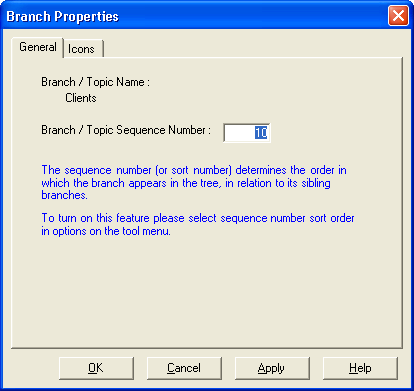 Branch Properties
General
Icons
Branch / Topic Name :
Clients
Branch / Topic Sequence Number :
10
The sequence number (or sort number) determines the order in
which the branch appears in the tree, in relation to its sibling
branches.
To turn on this feature please select sequence number sort order
in options on the tool menu.
OK
Cancel
Apply
Help